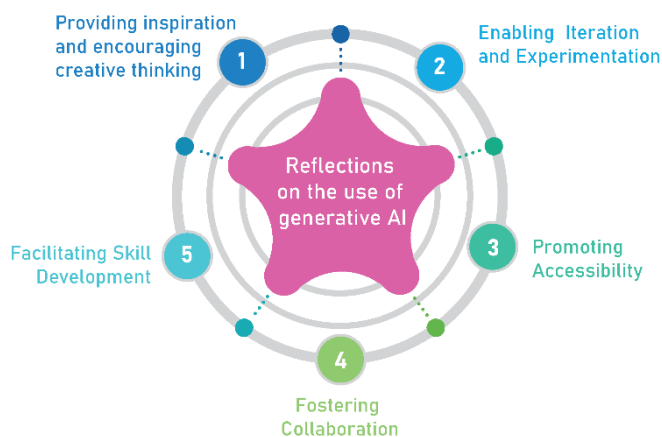 Providing inspiration
and encouraging
creative thinking
1
2
Enabling Iteration
and Experimentation
Reflections
on the use of
generative AI
3
Promoting
Accessibility
4
Fostering
Collaboration
5
Facilitating Skill
Development